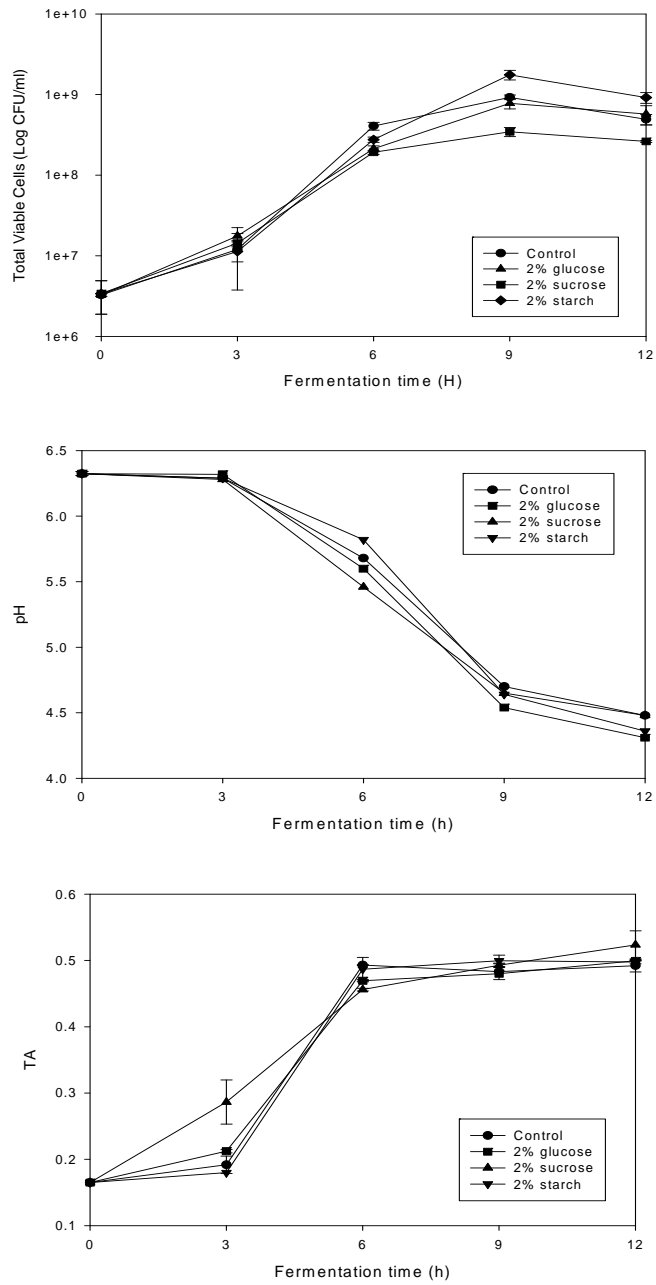 1e+10
1e+9
1e+8
1e+7
1e+6
Total Viable Cells (Log CFU/ml)
Control
2% glucose
2% sucrose
2% starch
0 3 6 9 12
Fermentation time (H)
6.5
6.0
5.5
5.0
4.5
4.0
pH
Control
2% glucose
2% sucrose
2% starch
0 3 6 9 12
Fermentation time (h)
0.6
0.5
0.4
0.3
0.2
0.1
TA
Control
2% glucose
2% sucrose
2% starch
0 3 6 9 12
Fermentation time (h)